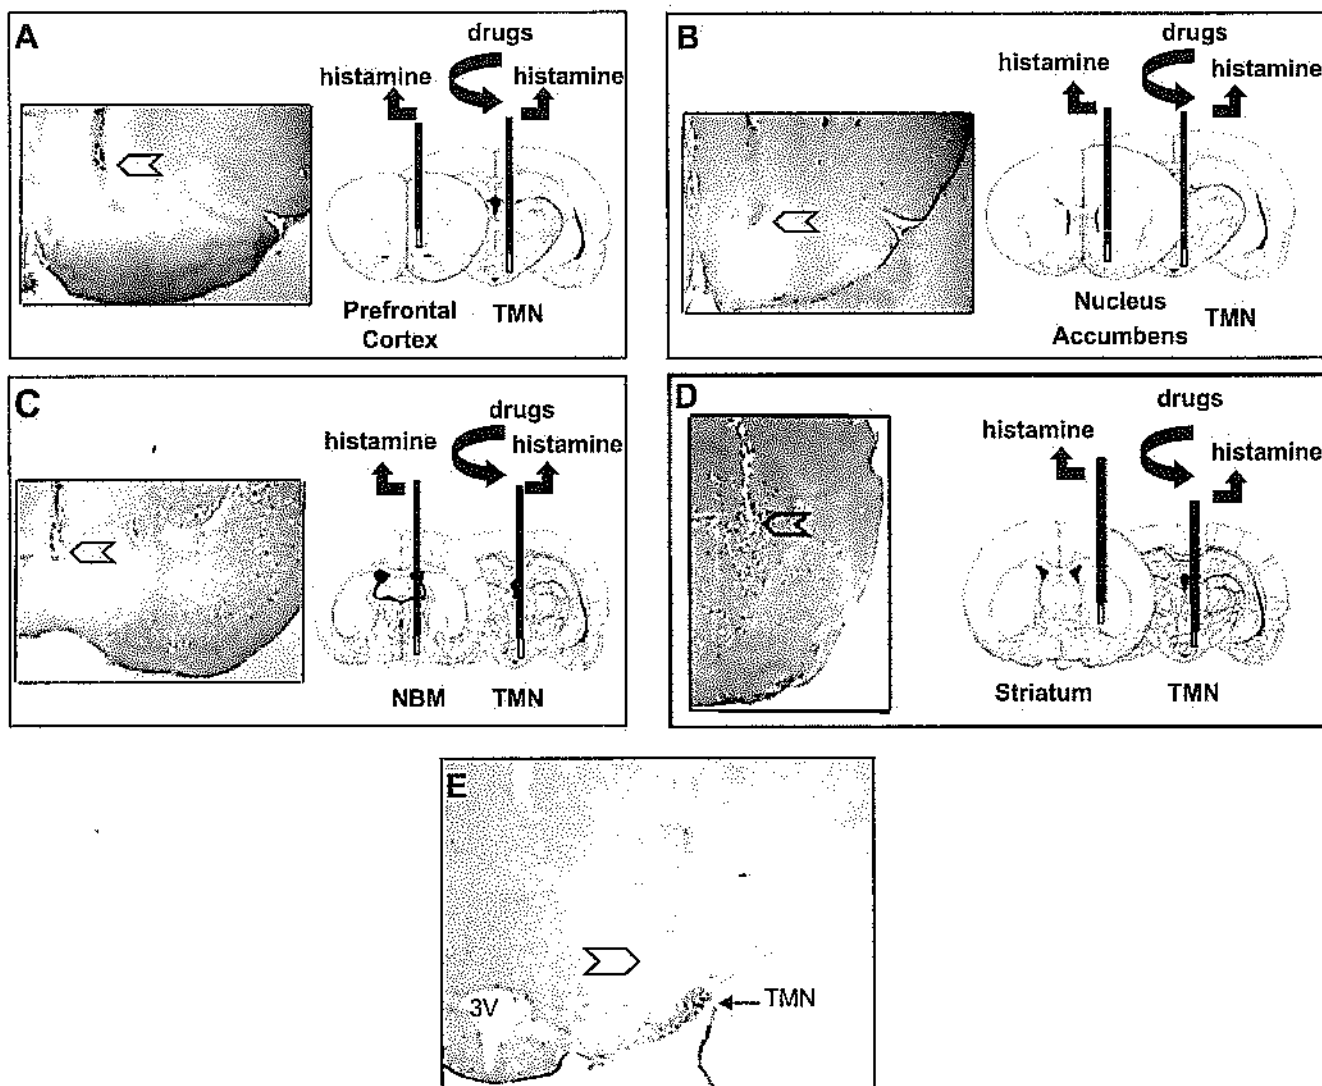 A
drugs
histamine
histamine
Prefrontal
Cortex
TMN
B
drugs
histamine
histamine
Nucleus
Accumbens
TMN
C
drugs
histamine
histamine
NBM
TMN
D
drugs
histamine
histamine
Striatum
TMN
E
3V
TMN